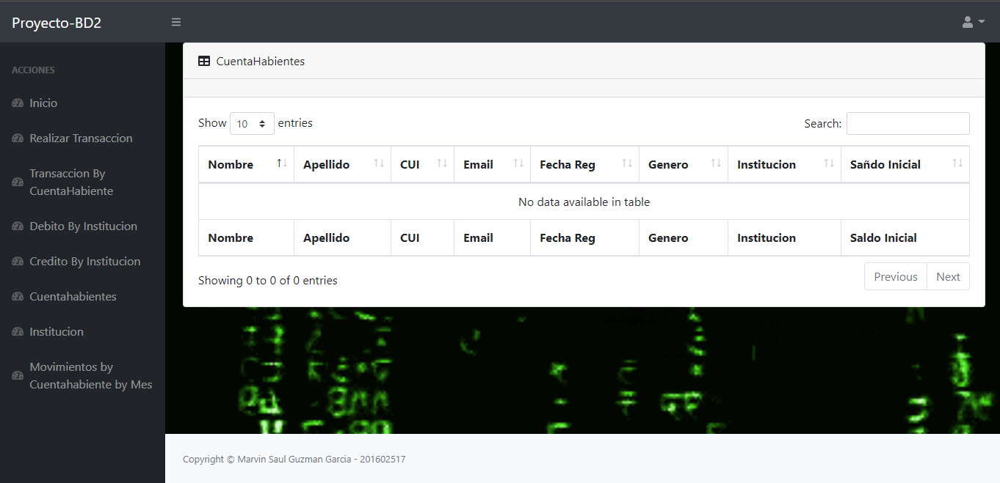 Proyecto-BD2
ACCIONES
Inicio
Realizar Transaccion
Transaccion By
CuentaHabiente
Debito By Institucion
Credito By Institucion
Cuentahabientes
Institucion
Movimientos by
Cuentahabiente by Mes
CuentaHabientes
Show 10 entries
Search:
Nombre Apellido CUI Email Fecha Reg Genero Institucion Sañdo Inicial
No data available in table
Nombre Apellido CUI Email Fecha Reg Genero Institucion Saldo Inicial
Showing 0 to 0 of 0 entries
Previous Next
Copyright © Marvin Saul Guzman Garcia - 201602517